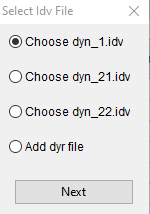 Select Idv File
Choose dyn_1.idv
Choose dyn_21.idv
Choose dyn_22.idv
Add dyr file
Next